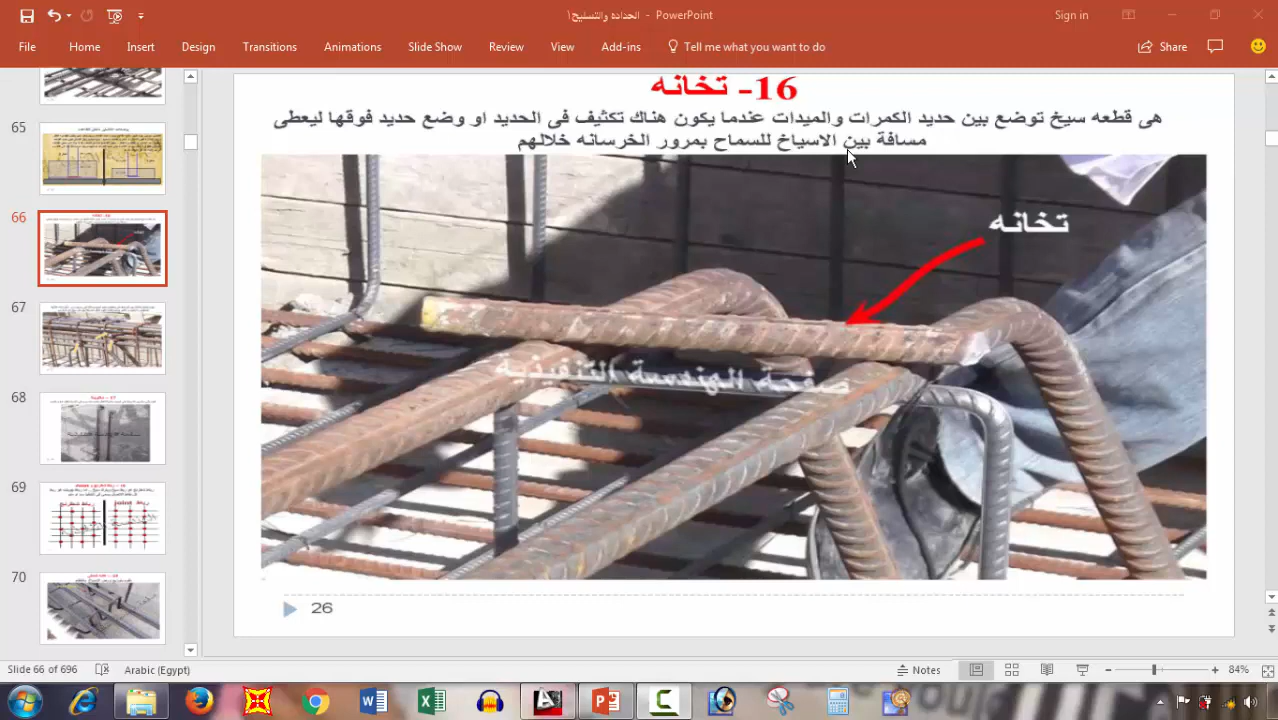 الحداده والتسليح١ - PowerPoint
Sign in
File Home Insert Design Transitions Animations Slide Show Review View Add-ins Tell me what you want to do Share
65
66
67
68
69
70
16- تخانه
هى قطعه سيخ توضع بين حديد الكمرات والميدات عندما يكون هناك تكثيف فى الحديد او وضع حديد فوقها ليعطى
مسافة بين الاسياخ للسماح بمرور الخرسانه خلالهم
تخانه
صفحة الهندسة التنفيذية
26
Slide 66 of 696 Arabic (Egypt) Notes 84%